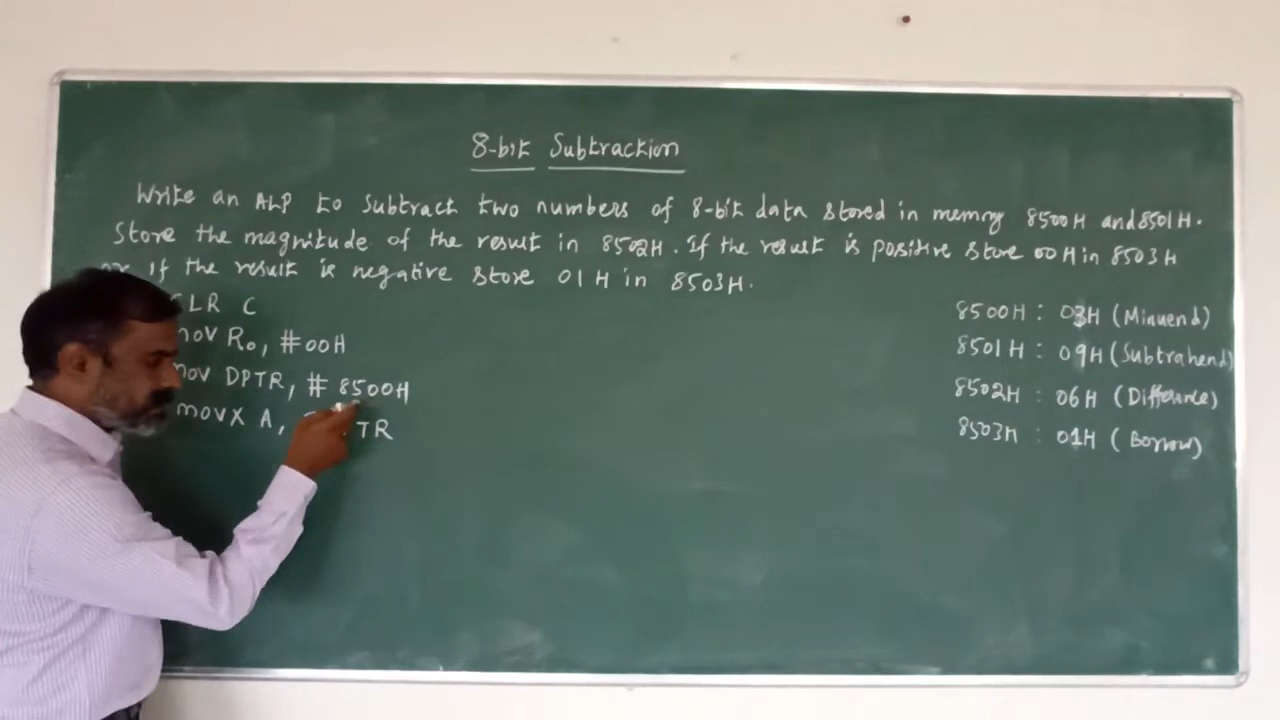 8-bit Subtraction
Write an ALP to Subtract two numbers of 8-bit data stored in memry 8500H and 8501H.
Store the magnitude of the result in 8502H. If the result is positive store 00H in 8503H
if the result is negative store 01H in 8503H.
CLR C
mov R0, #00H
mov DPTR, # 8500H
movx A, TR
8500H : 03H (Minuend)
8501H : 09H (Subtrahend)
8502H : 06H (Difference)
8503H : 01H (Borrow)